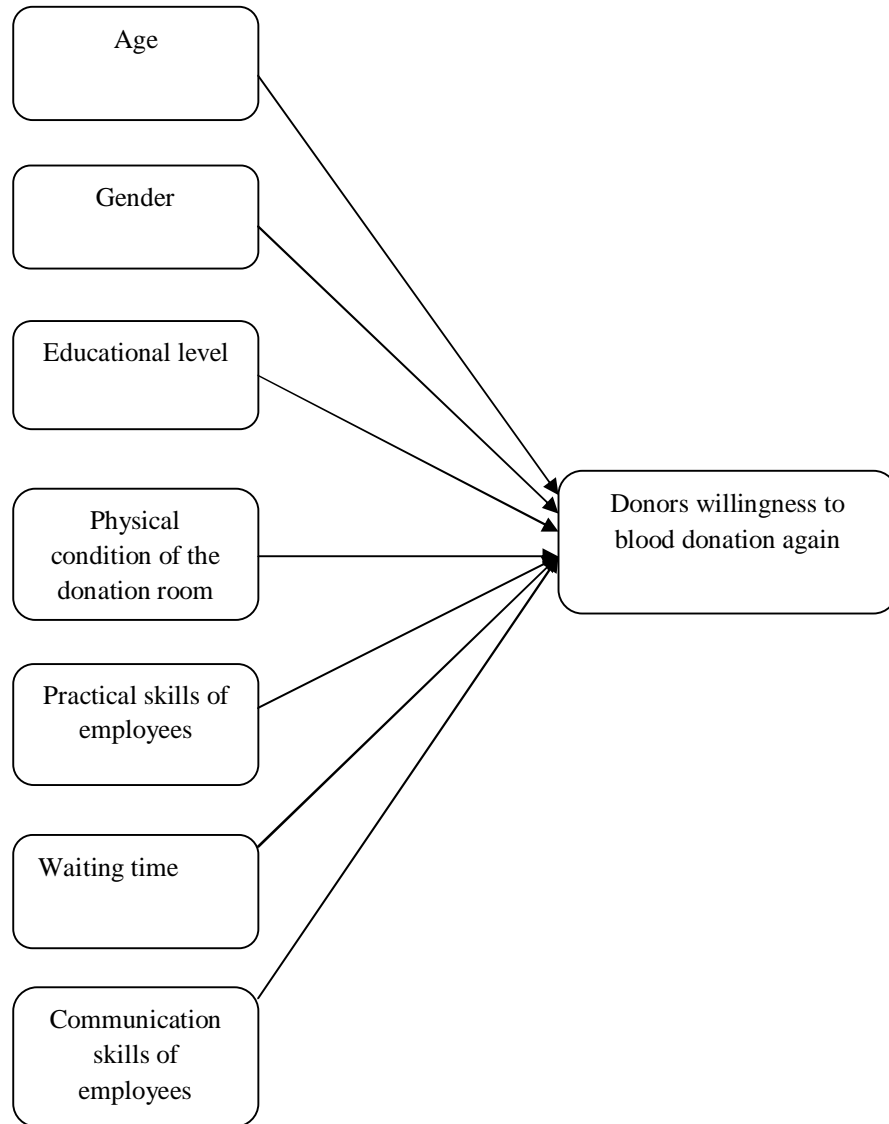 Age
Gender
Educational level
Physical
condition of the
donation room
Practical skills of
employees
Waiting time
Communication
skills of
employees
Donors willingness to
blood donation again